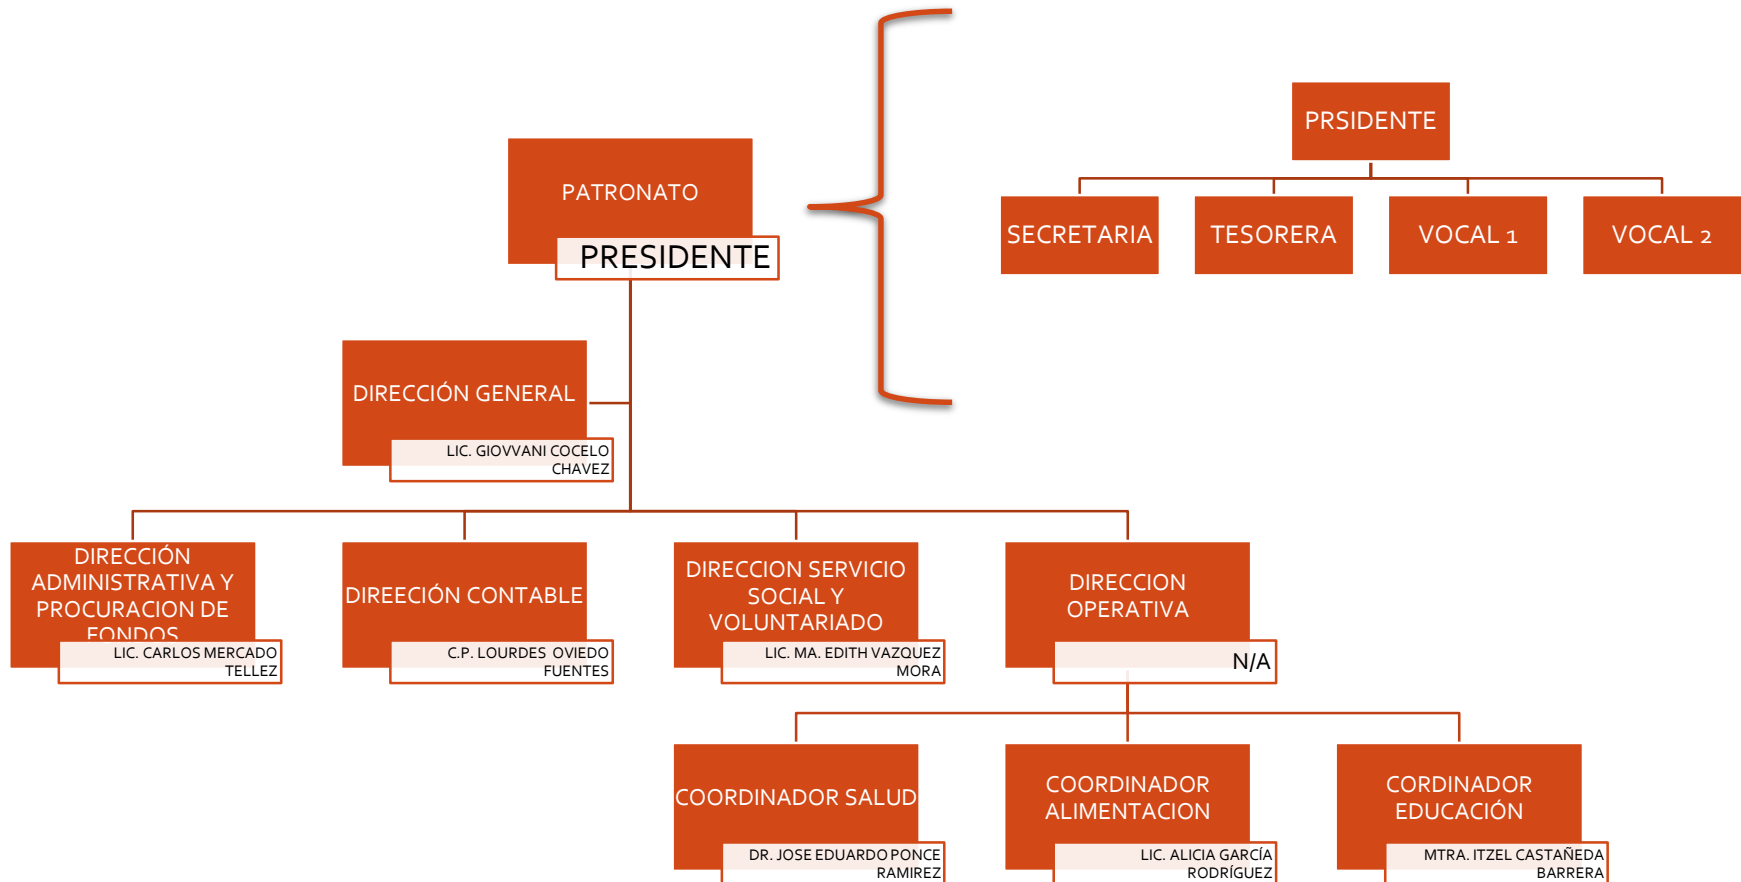 PRSIDENTE
SECRETARIA
TESORERA
VOCAL 1
VOCAL 2
PATRONATO
PRESIDENTE
DIRECCIÓN GENERAL
LIC. GIOVVANI COCELO
CHAVEZ
DIRECCIÓN
ADMINISTRATIVA Y
PROCURACION DE
FONDOS
LIC. CARLOS MERCADO
TELLEZ
DIREECIÓN CONTABLE
C.P. LOURDES  OVIEDO
FUENTES
DIRECCION SERVICIO
SOCIAL Y
VOLUNTARIADO
LIC. MA. EDITH VAZQUEZ
MORA
DIRECCION
OPERATIVA
N/A
COORDINADOR SALUD
DR. JOSE EDUARDO PONCE
RAMIREZ
COORDINADOR
ALIMENTACION
LIC. ALICIA GARCÍA
RODRÍGUEZ
CORDINADOR
EDUCACIÓN
MTRA. ITZEL CASTAÑEDA
BARRERA